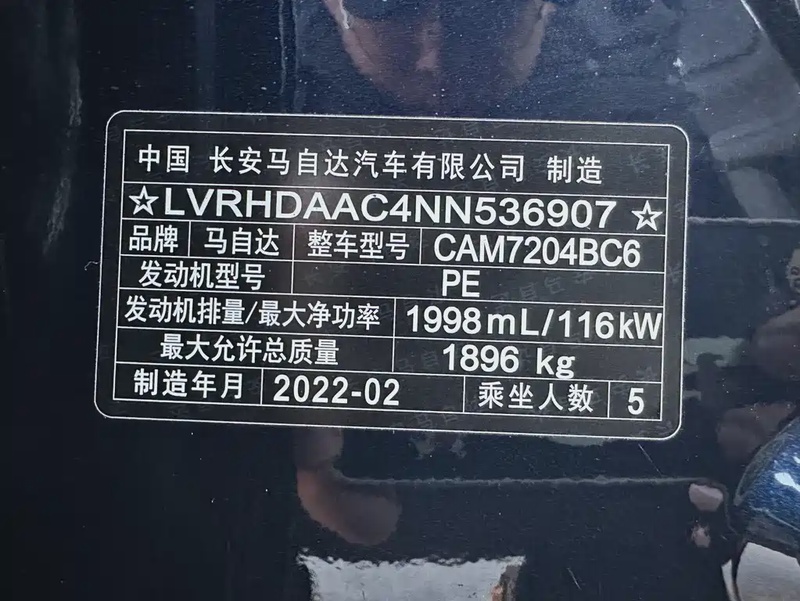 中国 长安马自达汽车有限公司 制造
☆LVRHDAAC4NN536907☆
品牌 马自达 整车型号 CAM7204BC6
发动机型号 PE
发动机排量/最大净功率 1998mL/116kW
最大允许总质量 1896 kg
制造年月 2022-02 乘坐人数 5